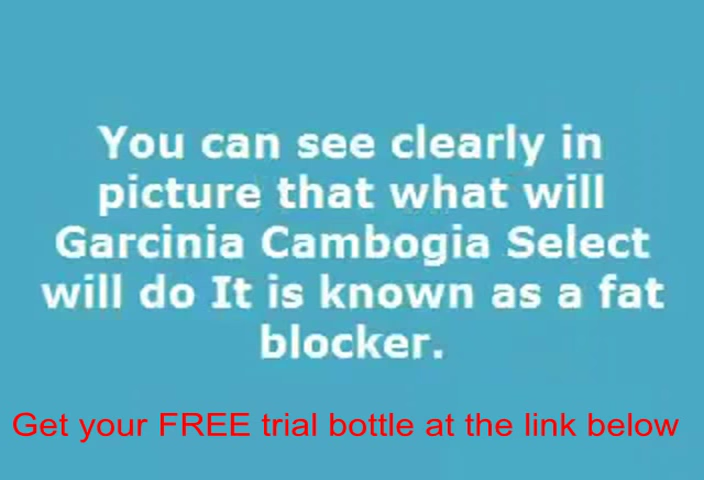 You can see clearly in
picture that what will
Garcinia Cambogia Select
will do It is known as a fat
blocker.
Get your FREE trial bottle at the link below